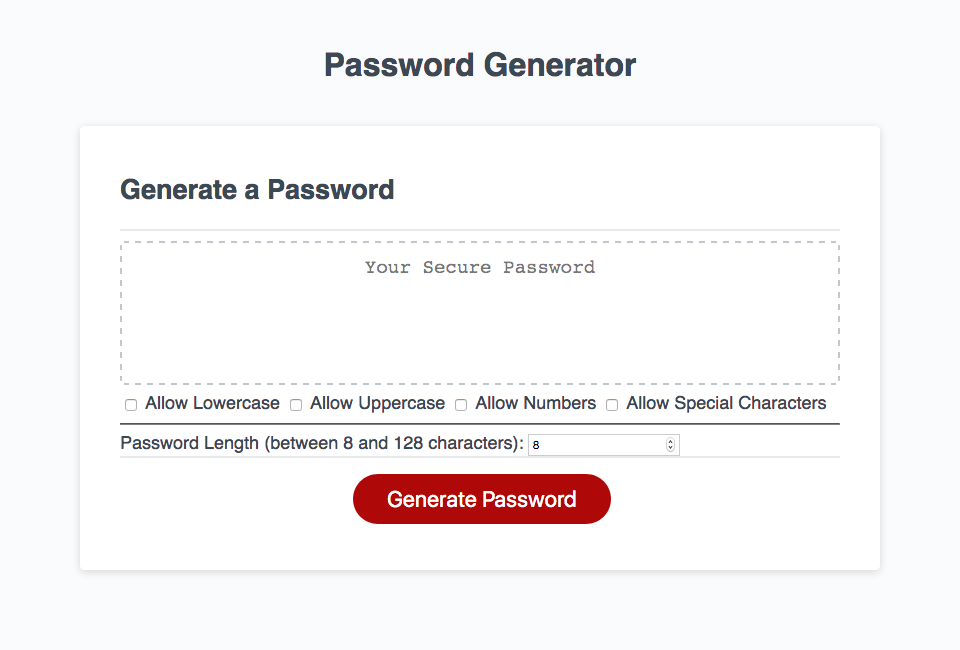 Password Generator
Generate a Password
Your Secure Password
Allow Lowercase Allow Uppercase Allow Numbers Allow Special Characters
Password Length (between 8 and 128 characters): 8
Generate Password